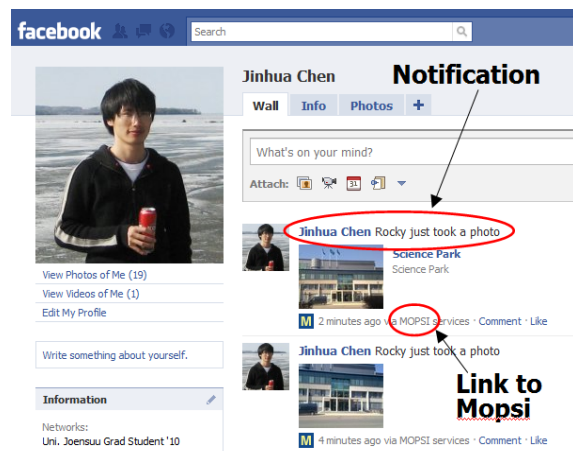 facebook Search
Jinhua Chen
Notification
Wall Info Photos +
What's on your mind?
Attach: 31
Jinhua Chen Rocky just took a photo
Science Park
Science Park
M 2 minutes ago via MOPSI services · Comment · Like
View Photos of Me (19)
View Videos of Me (1)
Edit My Profile
Write something about yourself.
Information
Networks:
Uni. Joensuu Grad Student '10
Jinhua Chen Rocky just took a photo
Link to
Mopsi
M 4 minutes ago via MOPSI services · Comment · Like